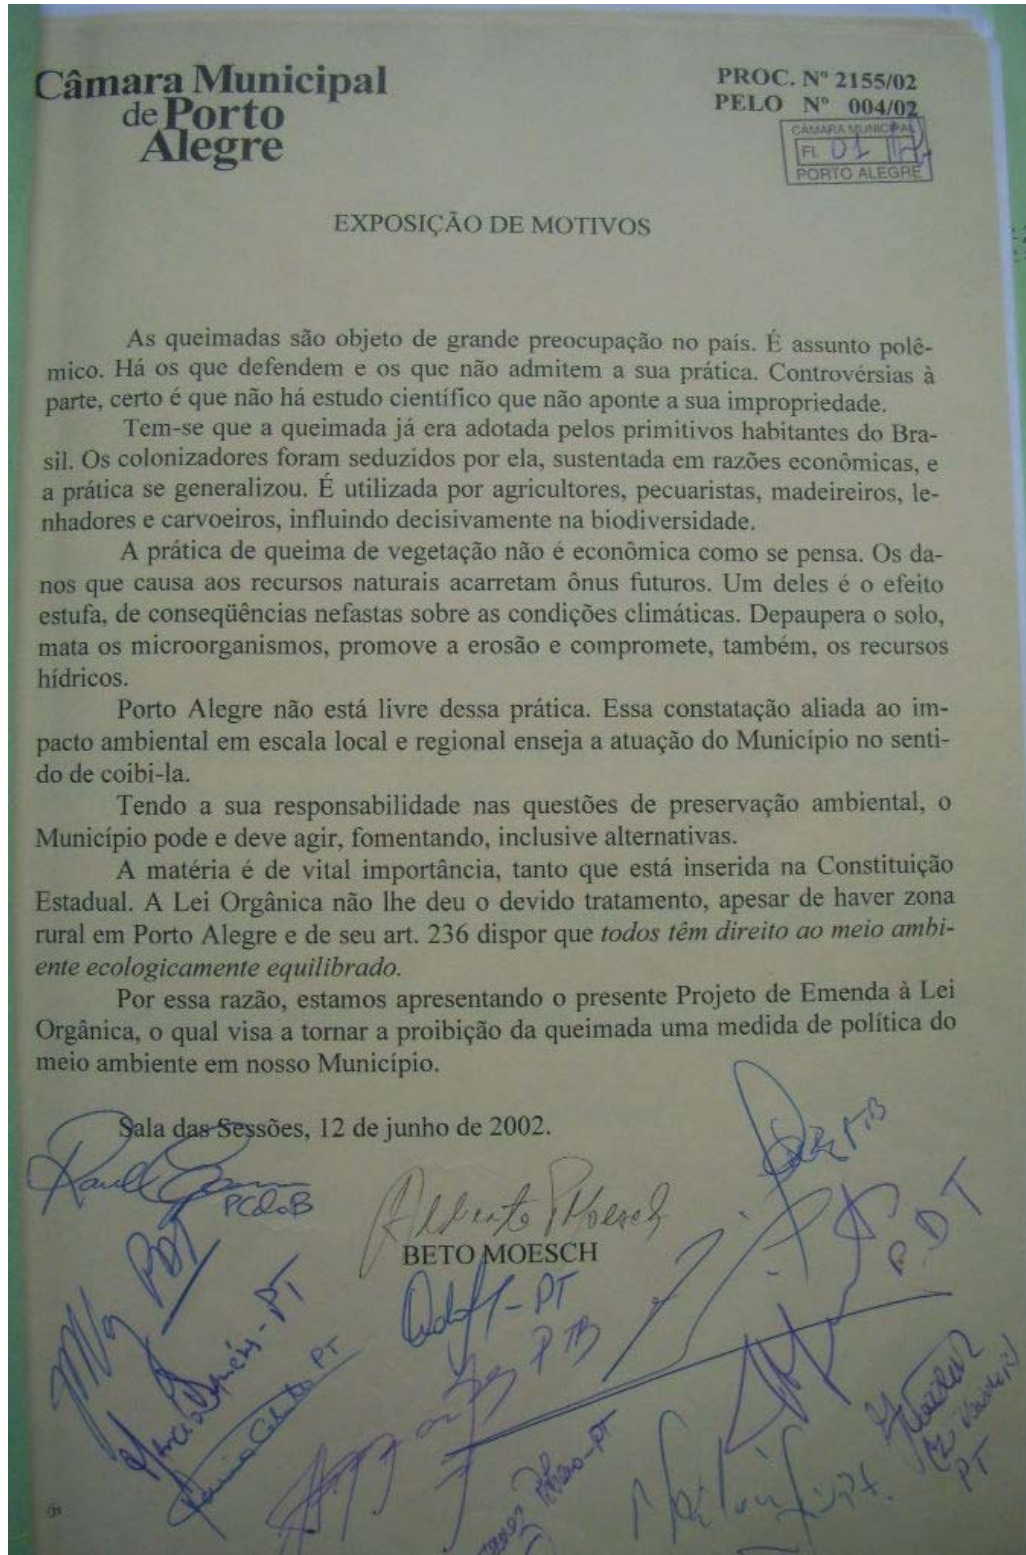 Câmara Municipal
de Porto
Alegre
PROC. Nº 2155/02
PELO Nº 004/02
CÂMARA MUNICIPAL
FL. 01
PORTO ALEGRE
EXPOSIÇÃO DE MOTIVOS
As queimadas são objeto de grande preocupação no país. É assunto polê-
mico. Há os que defendem e os que não admitem a sua prática. Controvérsias à
parte, certo é que não há estudo científico que não aponte a sua impropriedade.
Tem-se que a queimada já era adotada pelos primitivos habitantes do Bra-
sil. Os colonizadores foram seduzidos por ela, sustentada em razões econômicas, e
a prática se generalizou. É utilizada por agricultores, pecuaristas, madeireiros, le-
nhadores e carvoeiros, influindo decisivamente na biodiversidade.
A prática de queima de vegetação não é econômica como se pensa. Os da-
nos que causa aos recursos naturais acarretam ônus futuros. Um deles é o efeito
estufa, de conseqüências nefastas sobre as condições climáticas. Depaupera o solo,
mata os microorganismos, promove a erosão e compromete, também, os recursos
hídricos.
Porto Alegre não está livre dessa prática. Essa constatação aliada ao im-
pacto ambiental em escala local e regional enseja a atuação do Município no senti-
do de coibi-la.
Tendo a sua responsabilidade nas questões de preservação ambiental, o
Município pode e deve agir, fomentando, inclusive alternativas.
A matéria é de vital importância, tanto que está inserida na Constituição
Estadual. A Lei Orgânica não lhe deu o devido tratamento, apesar de haver zona
rural em Porto Alegre e de seu art. 236 dispor que todos têm direito ao meio ambi-
ente ecologicamente equilibrado.
Por essa razão, estamos apresentando o presente Projeto de Emenda à Lei
Orgânica, o qual visa a tornar a proibição da queimada uma medida de política do
meio ambiente em nosso Município.
Sala das Sessões, 12 de junho de 2002.
PTB
PCdoB
Alberto Moesch
BETO MOESCH
PDT
P.DT
PT
-PT
PTB
PT
-PT
PT